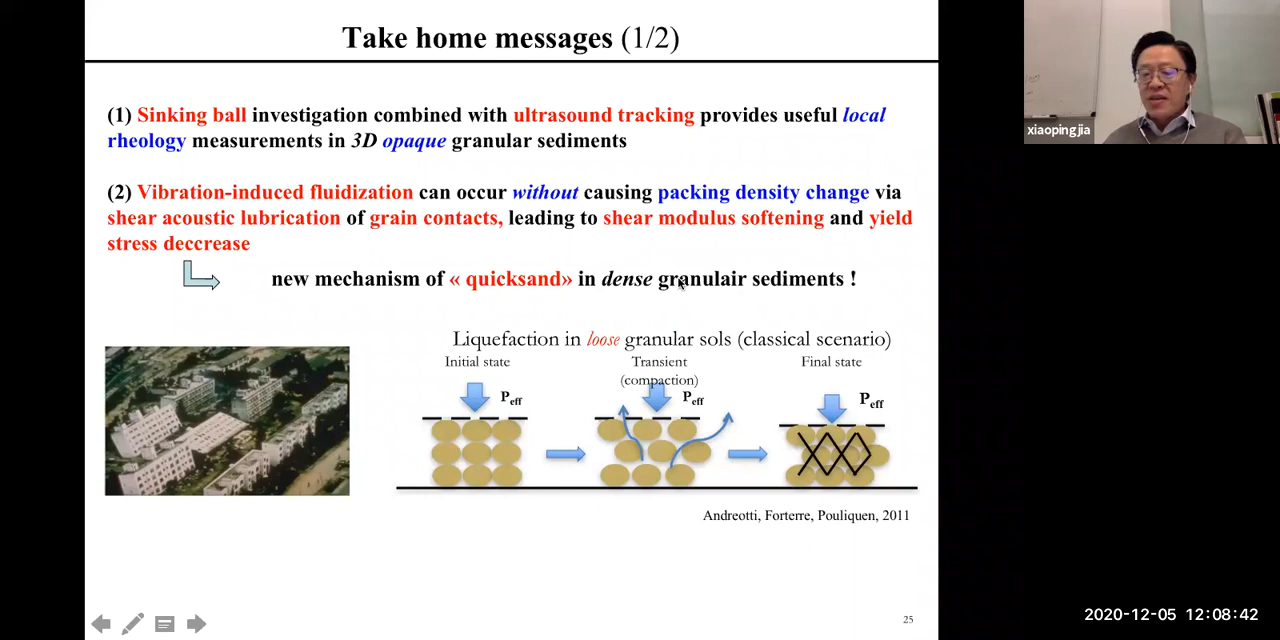 Take home messages (1/2)
(1) Sinking ball investigation combined with ultrasound tracking provides useful local
rheology measurements in 3D opaque granular sediments
(2) Vibration-induced fluidization can occur without causing packing density change via
shear acoustic lubrication of grain contacts, leading to shear modulus softening and yield
stress deccrease
new mechanism of « quicksand» in dense granulair sediments !
Liquefaction in loose granular sols (classical scenario)
Initial state
Transient
(compaction)
Final state
Peff
Peff
Peff
Andreotti, Forterre, Pouliquen, 2011
25
xiaoping jia
2020-12-05 12:08:42